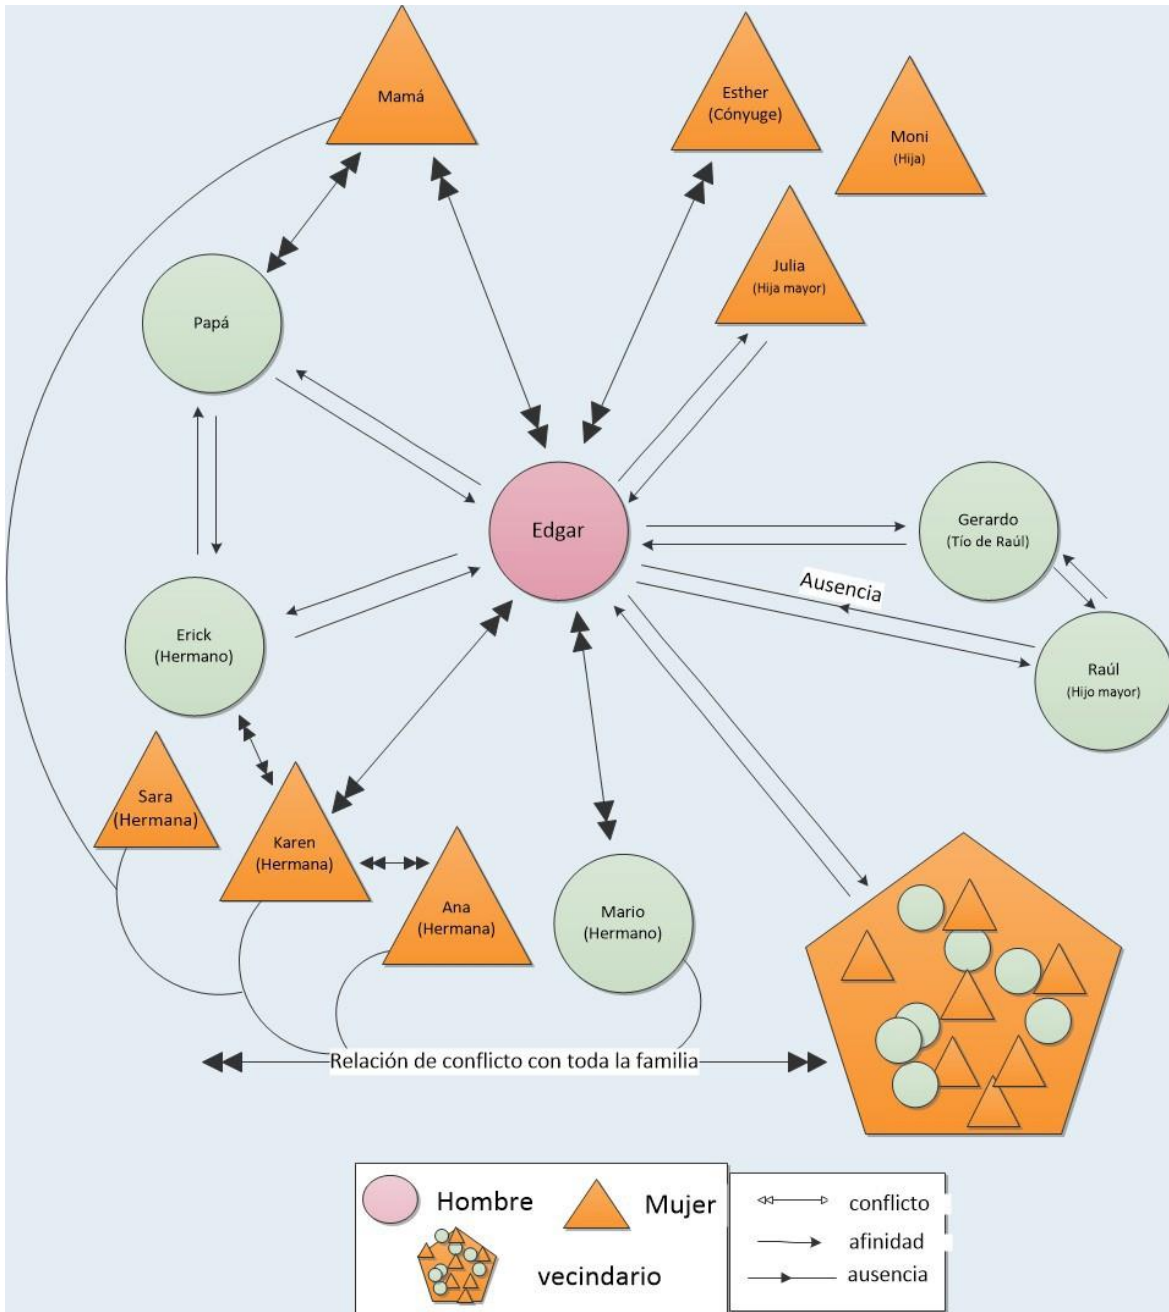 Mamá
Esther
(Cónyuge)
Moni
(Hija)
Julia
(Hija mayor)
Papá
Edgar
Gerardo
(Tío de Raúl)
Ausencia
Erick
(Hermano)
Raúl
(Hijo mayor)
Sara
(Hermana)
Karen
(Hermana)
Ana
(Hermana)
Mario
(Hermano)
Relación de conflicto con toda la familia
Hombre
Mujer
vecindario
conflicto
afinidad
ausencia